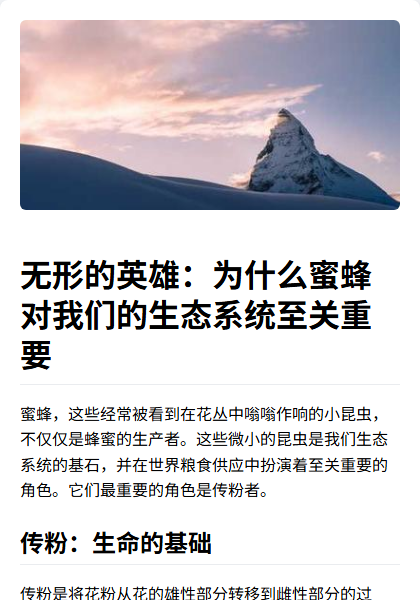 无形的英雄：为什么蜜蜂
对我们的生态系统至关重
要
蜜蜂，这些经常被看到在花丛中嗡嗡作响的小昆虫，
不仅仅是蜂蜜的生产者。这些微小的昆虫是我们生态
系统的基石，并在世界粮食供应中扮演着至关重要的
角色。它们最重要的角色是传粉者。
传粉：生命的基础
传粉是将花粉从花的雄性部分转移到雌性部分的过